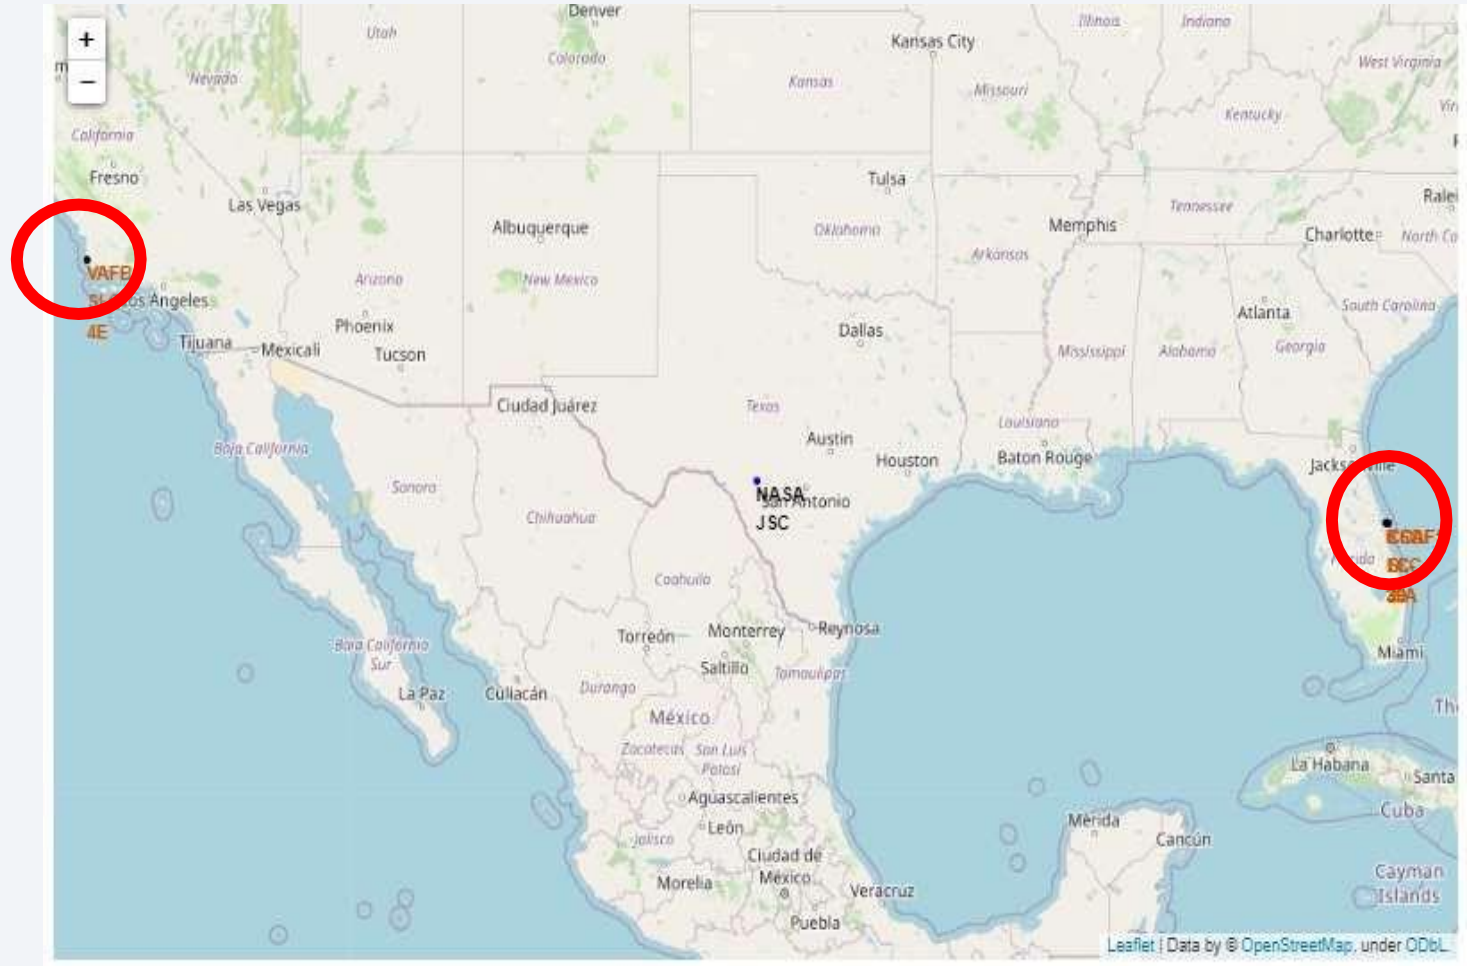 Denver
Illinois
Indiana
+
Utah
Kansas City
Colorado
West Virginia
Nevada
−
Kansas
Missouri
Kentucky
California
Fresno
Tulsa
Las Vegas
Tennessee
Albuquerque
Memphis
Oklahoma
Charlotte
Arkansas
VAFB
Arizona
New Mexico
Los Angeles
4E
Phoenix
Dallas
Atlanta
South Carolina
Tijuana
Mexicali
Tucson
Mississippi
Alabama
Georgia
Ciudad Juárez
Texas
Louisiana
Austin
Baja California
Houston
Baton Rouge
Jacksonville
Sonora
NASA
San Antonio
JSC
Chihuahua
Florida
Coahuila
Torreón
Monterrey
Reynosa
Baja California
Sur
Saltillo
Tamaulipas
Miami
La Paz
Culiacán
Durango
México
Zacatecas
San Luis
Potosí
La Habana
Santa
Aguascalientes
Cuba
León
Mérida
Jalisco
Cancún
Ciudad de
México
Morelia
Veracruz
Cayman
Islands
Puebla
Leaflet | Data by © OpenStreetMap, under ODbL.